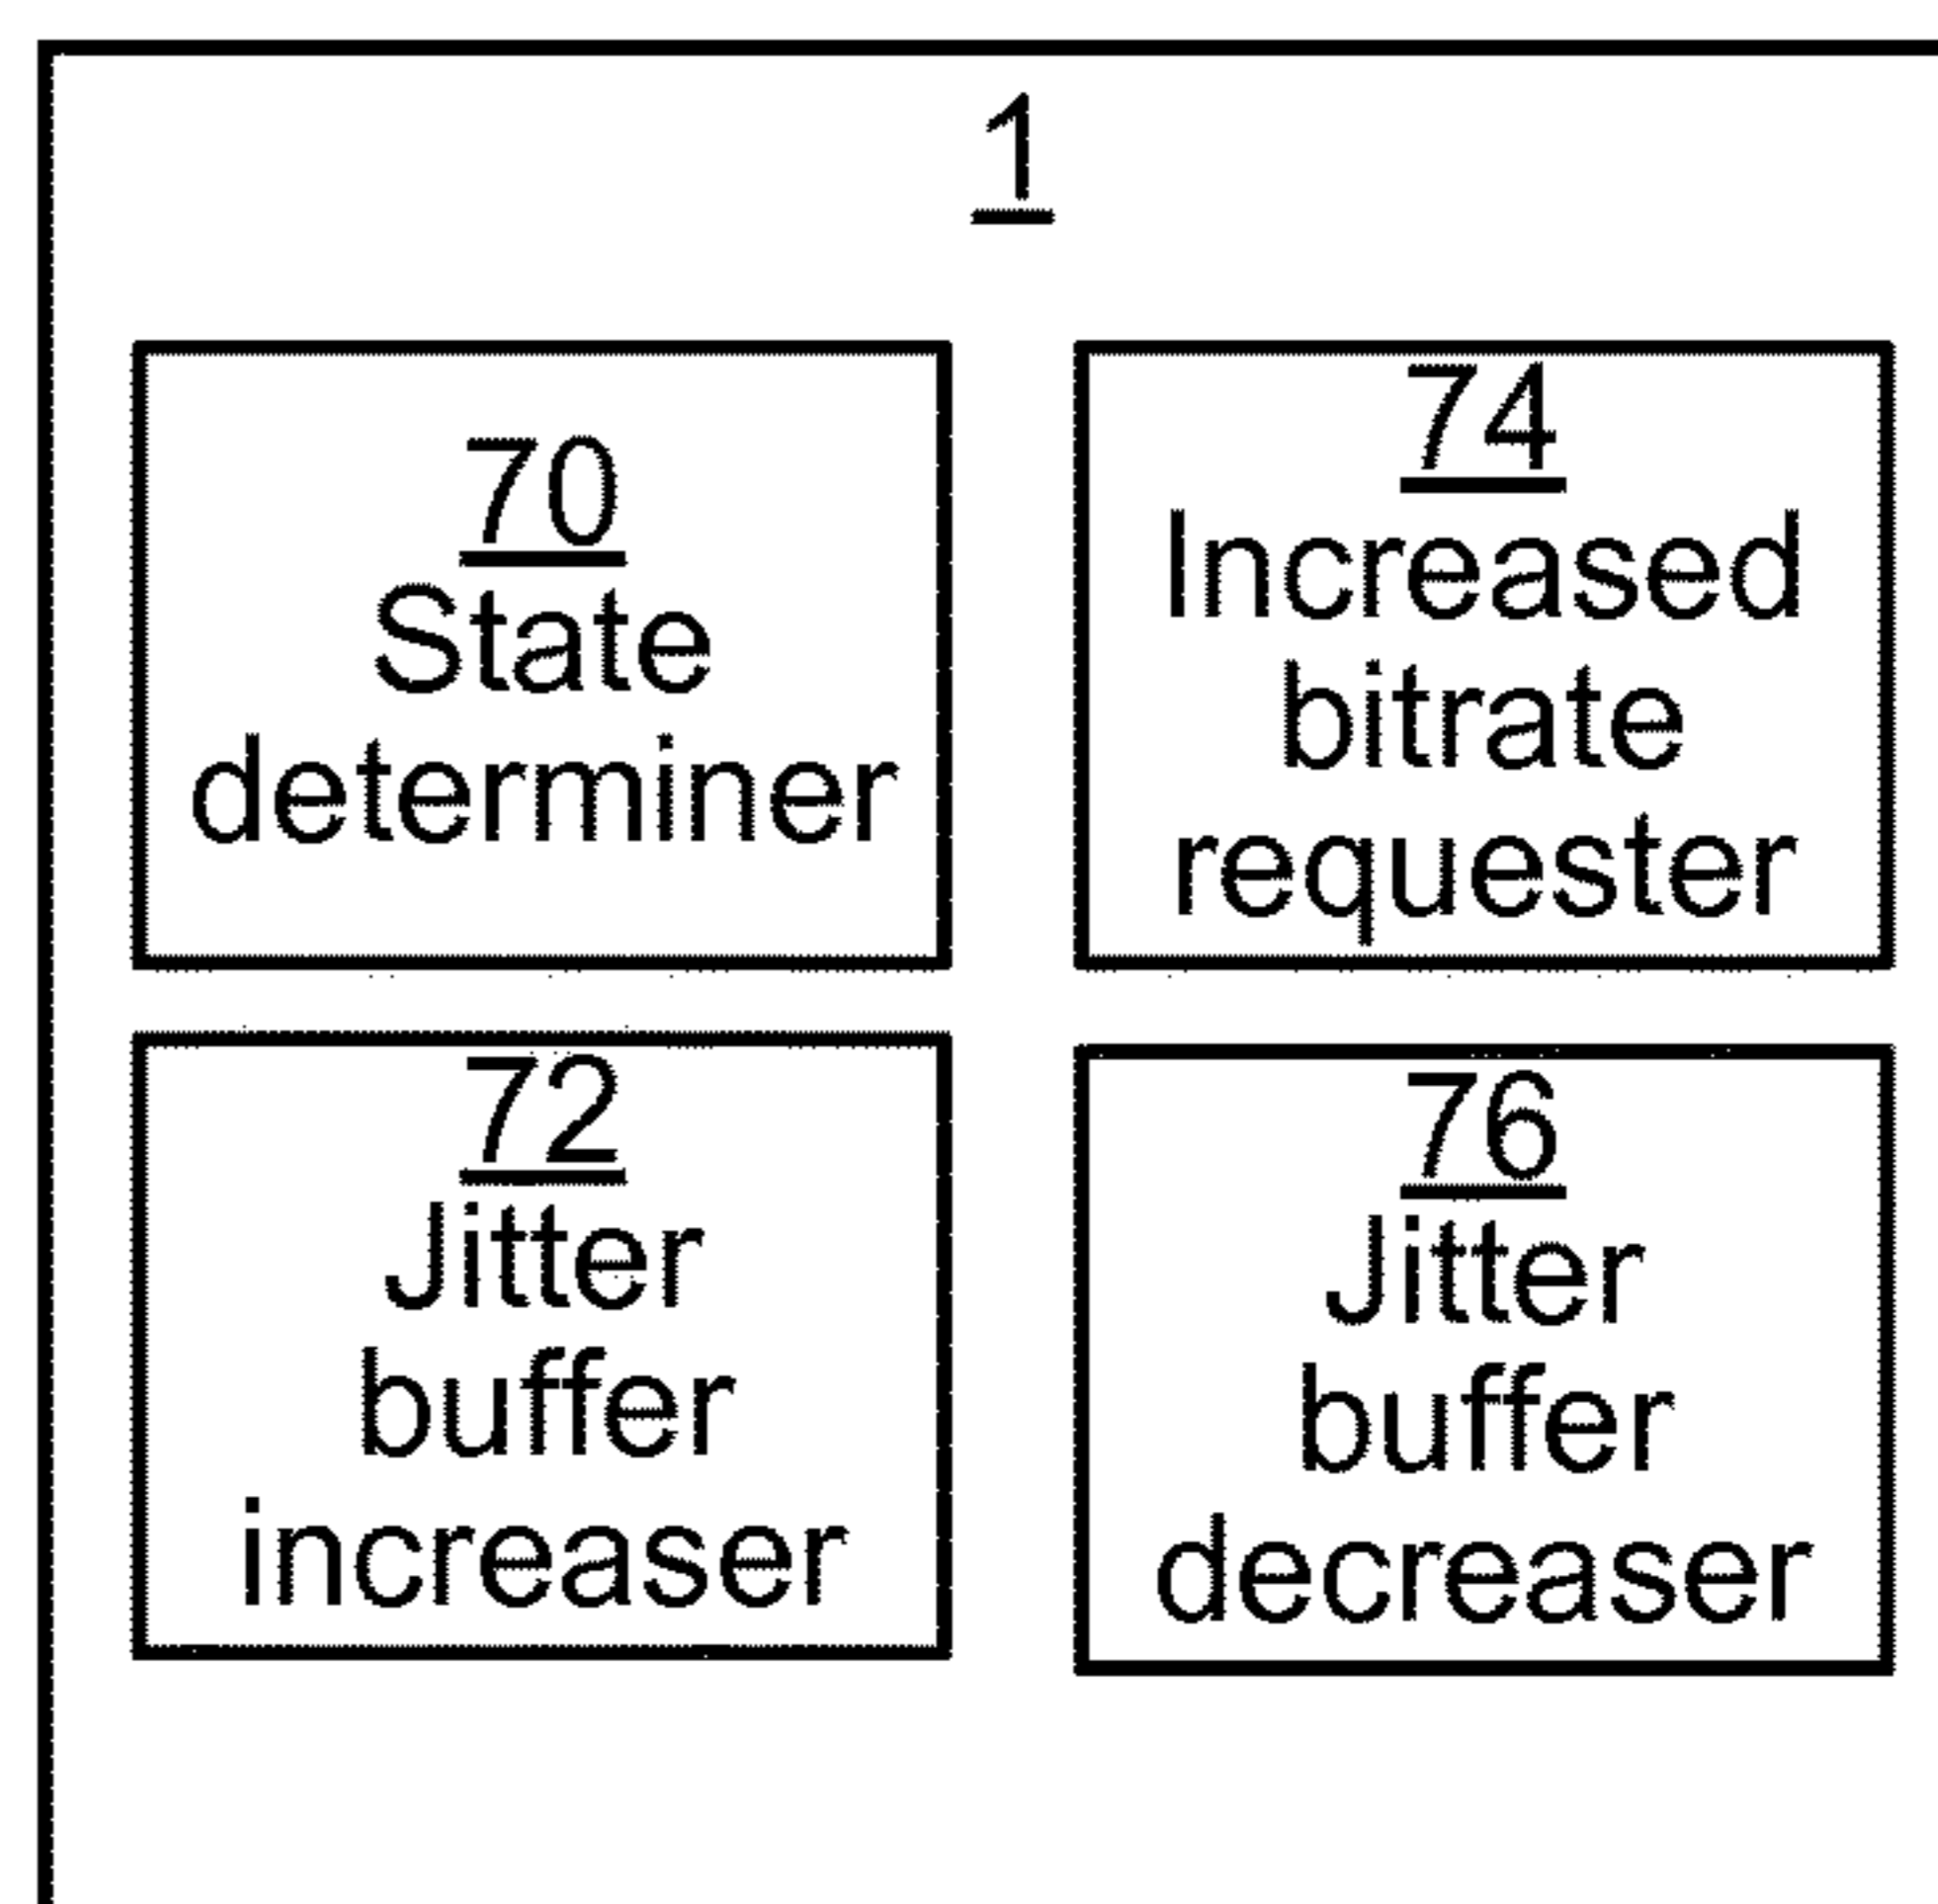 1
70
State
determiner
74
Increased
bitrate
requester
72
Jitter
buffer
increaser
76
Jitter
buffer
decreaser